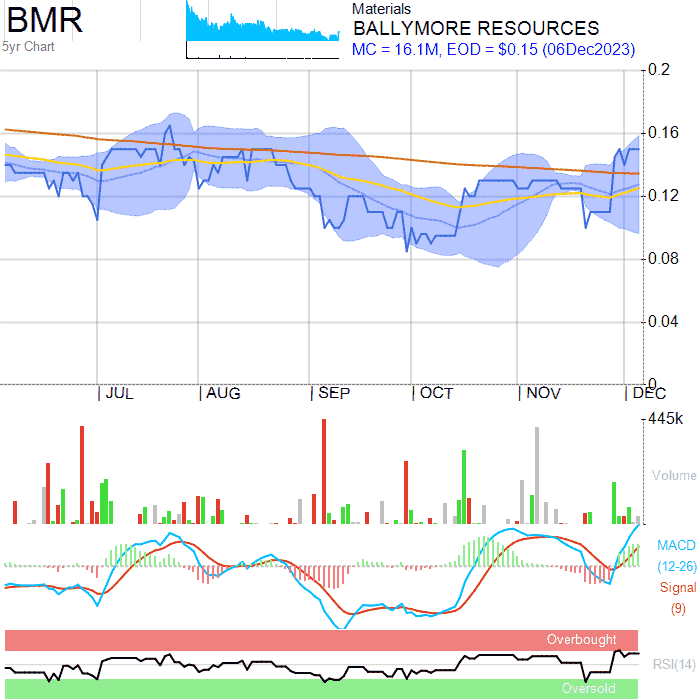 BMR
5yr Chart
Materials
BALLYMORE RESOURCES
MC = 16.1M, EOD = $0.15 (06Dec2023)
0.2
0.16
0.12
0.08
0.04
0
JUL AUG SEP OCT NOV DEC
445k
Volume
MACD
(12-26)
Signal
(9)
Overbought
RSI(14)
Oversold